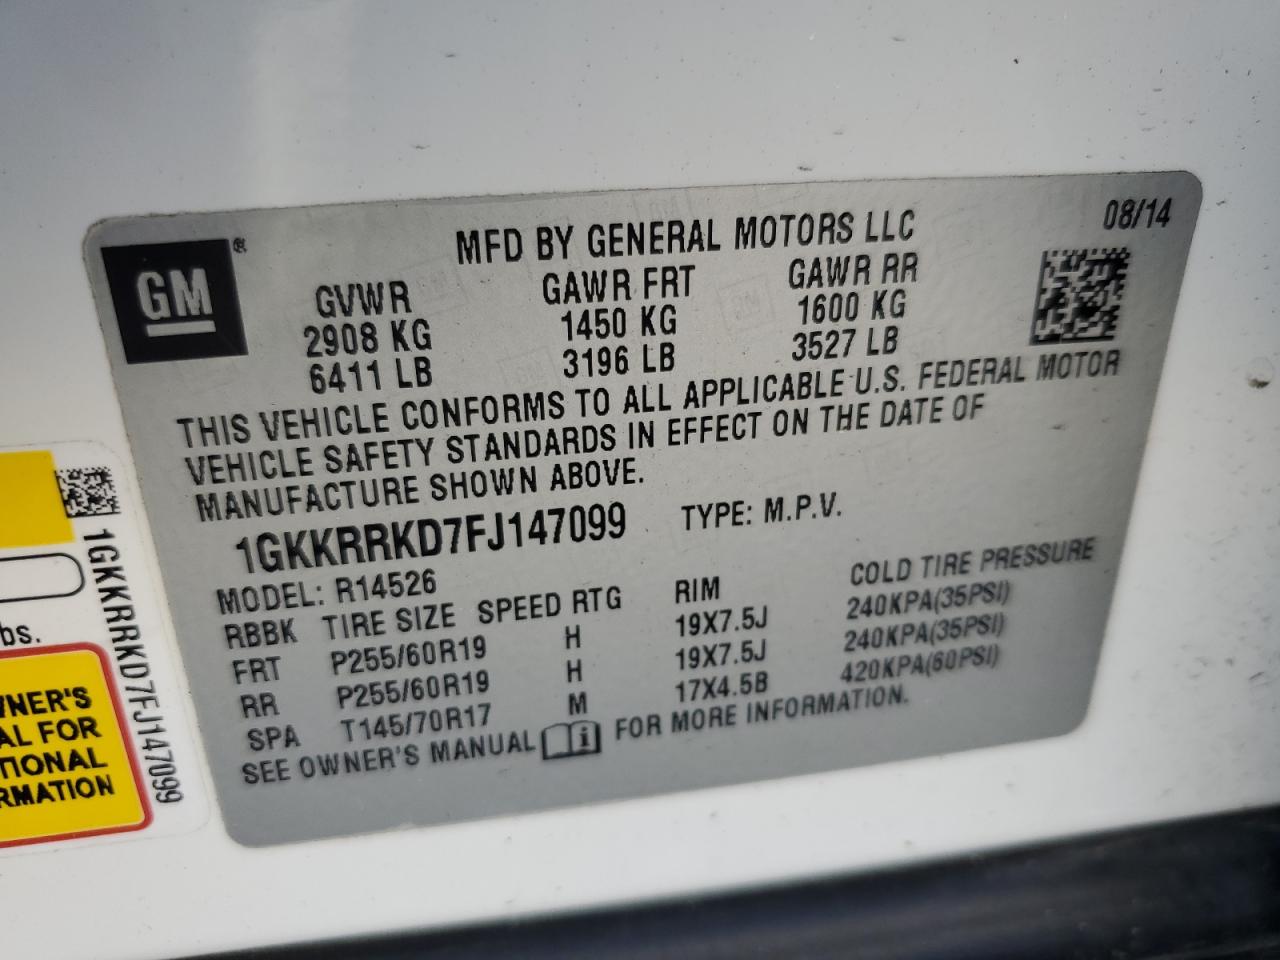 GM ®
MFD BY GENERAL MOTORS LLC 08/14
GVWR GAWR FRT GAWR RR
2908 KG 1450 KG 1600 KG
6411 LB 3196 LB 3527 LB
THIS VEHICLE CONFORMS TO ALL APPLICABLE U.S. FEDERAL MOTOR
VEHICLE SAFETY STANDARDS IN EFFECT ON THE DATE OF
MANUFACTURE SHOWN ABOVE.
1GKKRRKD7FJ147099 TYPE: M.P.V.
MODEL: R14526
RBBK TIRE SIZE SPEED RTG RIM COLD TIRE PRESSURE
FRT P255/60R19 H 19X7.5J 240KPA(35PSI)
RR P255/60R19 H 19X7.5J 240KPA(35PSI)
SPA T145/70R17 M 17X4.5B 420KPA(60PSI)
SEE OWNER'S MANUAL FOR MORE INFORMATION.
1GKKRRKD7FJ147099
bs.
WNER'S
AL FOR
TIONAL
RMATION